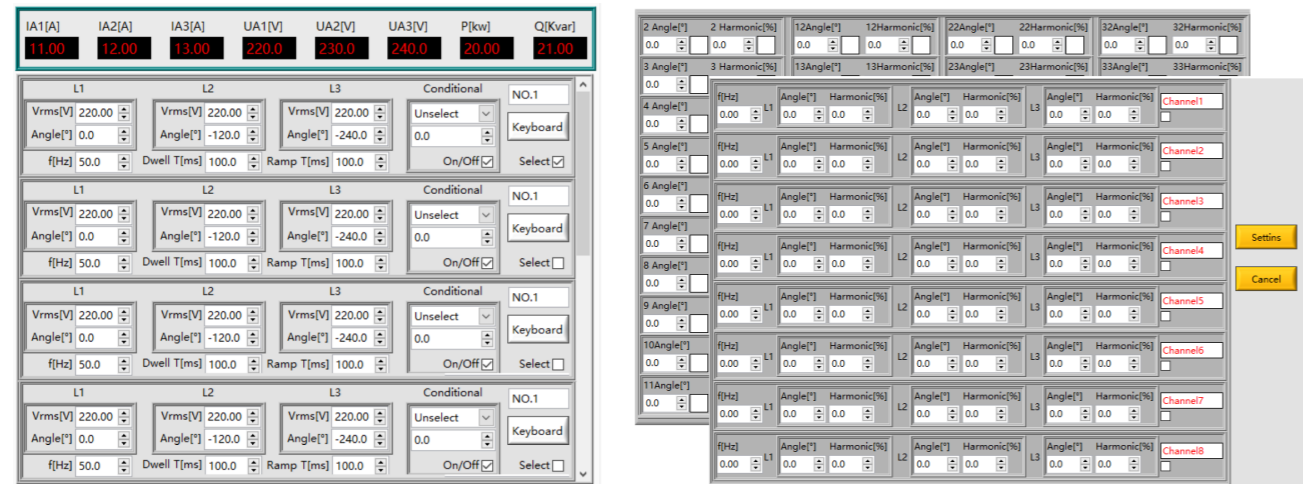 IA1[A] IA2[A] IA3[A] UA1[V] UA2[V] UA3[V] P[kw] Q[Kvar]
11.00 12.00 13.00 220.0 230.0 240.0 20.00 21.00
L1 L2 L3 Conditional NO.1
Vrms[V] 220.00 Vrms[V] 220.00 Vrms[V] 220.00 Unselect
Angle[°] 0.0 Angle[°] -120.0 Angle[°] -240.0 0.0 Keyboard
f[Hz] 50.0 Dwell T[ms] 100.0 Ramp T[ms] 100.0 On/Off Select
L1 L2 L3 Conditional NO.1
Vrms[V] 220.00 Vrms[V] 220.00 Vrms[V] 220.00 Unselect
Angle[°] 0.0 Angle[°] -120.0 Angle[°] -240.0 0.0 Keyboard
f[Hz] 50.0 Dwell T[ms] 100.0 Ramp T[ms] 100.0 On/Off Select
L1 L2 L3 Conditional NO.1
Vrms[V] 220.00 Vrms[V] 220.00 Vrms[V] 220.00 Unselect
Angle[°] 0.0 Angle[°] -120.0 Angle[°] -240.0 0.0 Keyboard
f[Hz] 50.0 Dwell T[ms] 100.0 Ramp T[ms] 100.0 On/Off Select
L1 L2 L3 Conditional NO.1
Vrms[V] 220.00 Vrms[V] 220.00 Vrms[V] 220.00 Unselect
Angle[°] 0.0 Angle[°] -120.0 Angle[°] -240.0 0.0 Keyboard
f[Hz] 50.0 Dwell T[ms] 100.0 Ramp T[ms] 100.0 On/Off Select
2 Angle[°] 2 Harmonic[%] 12Angle[°] 12Harmonic[%] 22Angle[°] 22Harmonic[%] 32Angle[°] 32Harmonic[%]
0.0 0.0 0.0 0.0 0.0 0.0 0.0 0.0
3 Angle[°] 3 Harmonic[%] 13Angle[°] 13Harmonic[%] 23Angle[°] 23Harmonic[%] 33Angle[°] 33Harmonic[%]
0.0
4 Angle[°]
0.0
5 Angle[°]
0.0
6 Angle[°]
0.0
7 Angle[°]
0.0
8 Angle[°]
0.0
9 Angle[°]
0.0
10Angle[°]
0.0
11Angle[°]
0.0
f[Hz] Angle[°] Harmonic[%] Angle[°] Harmonic[%] Angle[°] Harmonic[%] Channel1
0.00 L1 0.0 0.0 L2 0.0 0.0 L3 0.0 0.0
f[Hz] Angle[°] Harmonic[%] Angle[°] Harmonic[%] Angle[°] Harmonic[%] Channel2
0.00 L1 0.0 0.0 L2 0.0 0.0 L3 0.0 0.0
f[Hz] Angle[°] Harmonic[%] Angle[°] Harmonic[%] Angle[°] Harmonic[%] Channel3
0.00 L1 0.0 0.0 L2 0.0 0.0 L3 0.0 0.0
f[Hz] Angle[°] Harmonic[%] Angle[°] Harmonic[%] Angle[°] Harmonic[%] Channel4
0.00 L1 0.0 0.0 L2 0.0 0.0 L3 0.0 0.0
f[Hz] Angle[°] Harmonic[%] Angle[°] Harmonic[%] Angle[°] Harmonic[%] Channel5
0.00 L1 0.0 0.0 L2 0.0 0.0 L3 0.0 0.0
f[Hz] Angle[°] Harmonic[%] Angle[°] Harmonic[%] Angle[°] Harmonic[%] Channel6
0.00 L1 0.0 0.0 L2 0.0 0.0 L3 0.0 0.0
f[Hz] Angle[°] Harmonic[%] Angle[°] Harmonic[%] Angle[°] Harmonic[%] Channel7
0.00 L1 0.0 0.0 L2 0.0 0.0 L3 0.0 0.0
f[Hz] Angle[°] Harmonic[%] Angle[°] Harmonic[%] Angle[°] Harmonic[%] Channel8
0.00 L1 0.0 0.0 L2 0.0 0.0 L3 0.0 0.0
Settins
Cancel